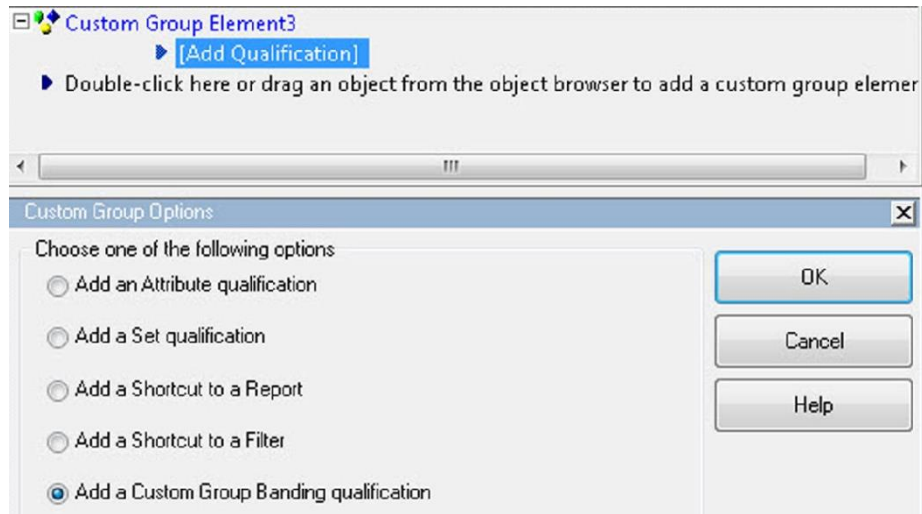 Custom Group Element3
[Add Qualification]
Double-click here or drag an object from the object browser to add a custom group elemer
Custom Group Options
Choose one of the following options
Add an Attribute qualification
Add a Set qualification
Add a Shortcut to a Report
Add a Shortcut to a Filter
Add a Custom Group Banding qualification
OK
Cancel
Help